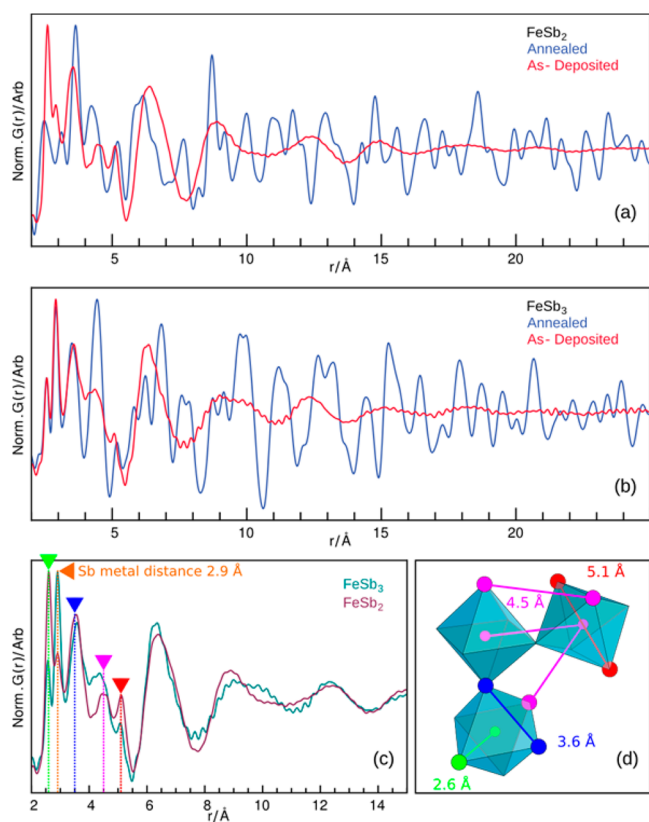 Norm. G(r)/ Arb
FeSb2
Annealed
As- Deposited
(a)
5 10 15 20
r/Å
Norm. G(r)/ Arb
FeSb3
Annealed
As- Deposited
(b)
5 10 15 20
r/Å
Norm. G(r)/ Arb
Sb metal distance 2.9 Å
FeSb3
FeSb2
(c)
2 4 6 8 10 12 14
r/Å
5.1 Å
4.5 Å
3.6 Å
2.6 Å
(d)